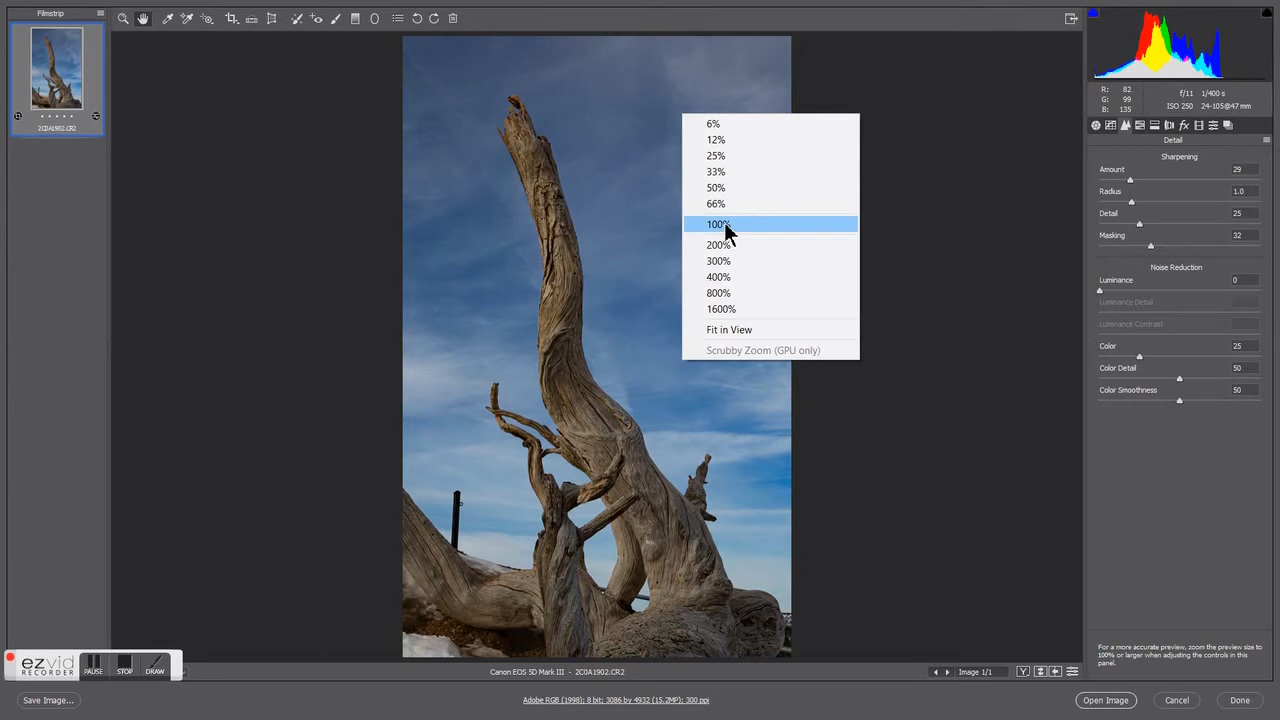 Filmstrip
2C0A1902.CR2
R: 82
G: 99
B: 135
f/11 1/400 s
ISO 250 24-105@47 mm
fx
Detail
Sharpening
Amount 29
Radius 1.0
Detail 25
Masking 32
Noise Reduction
Luminance 0
Luminance Detail
Luminance Contrast
Color 25
Color Detail 50
Color Smoothness 50
6%
12%
25%
33%
50%
66%
100%
200%
300%
400%
800%
1600%
Fit in View
Scrubby Zoom (GPU only)
For a more accurate preview, zoom the preview size to
100% or larger when adjusting the controls in this
panel.
ezvid
RECORDER
PAUSE STOP DRAW
Canon EOS 5D Mark III - 2C0A1902.CR2
Image 1/1
Y
Save Image...
Adobe RGB (1998); 8 bit; 3086 by 4932 (15.2MP); 300 ppi
Open Image
Cancel
Done